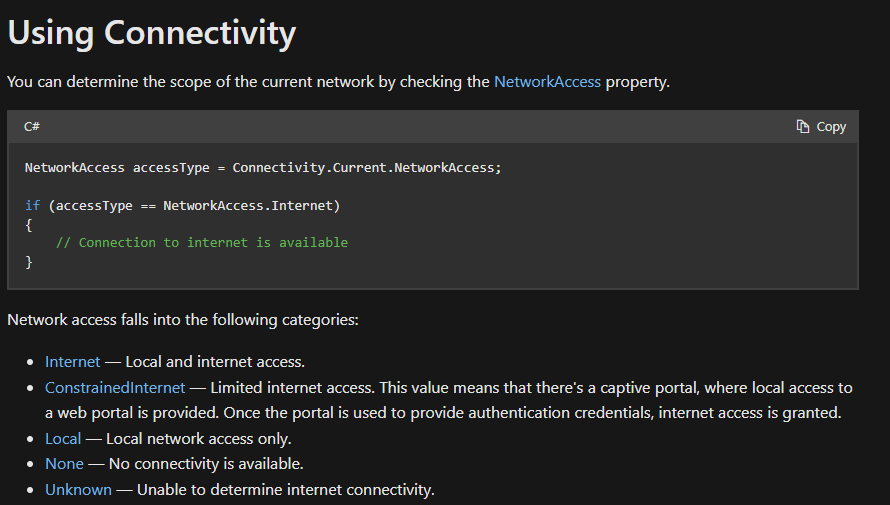 Using Connectivity
You can determine the scope of the current network by checking the NetworkAccess property.
C#
Copy
NetworkAccess accessType = Connectivity.Current.NetworkAccess;
if (accessType == NetworkAccess.Internet)
{
    // Connection to internet is available
}
Network access falls into the following categories:
• Internet — Local and internet access.
• ConstrainedInternet — Limited internet access. This value means that there's a captive portal, where local access to
a web portal is provided. Once the portal is used to provide authentication credentials, internet access is granted.
• Local — Local network access only.
• None — No connectivity is available.
• Unknown — Unable to determine internet connectivity.